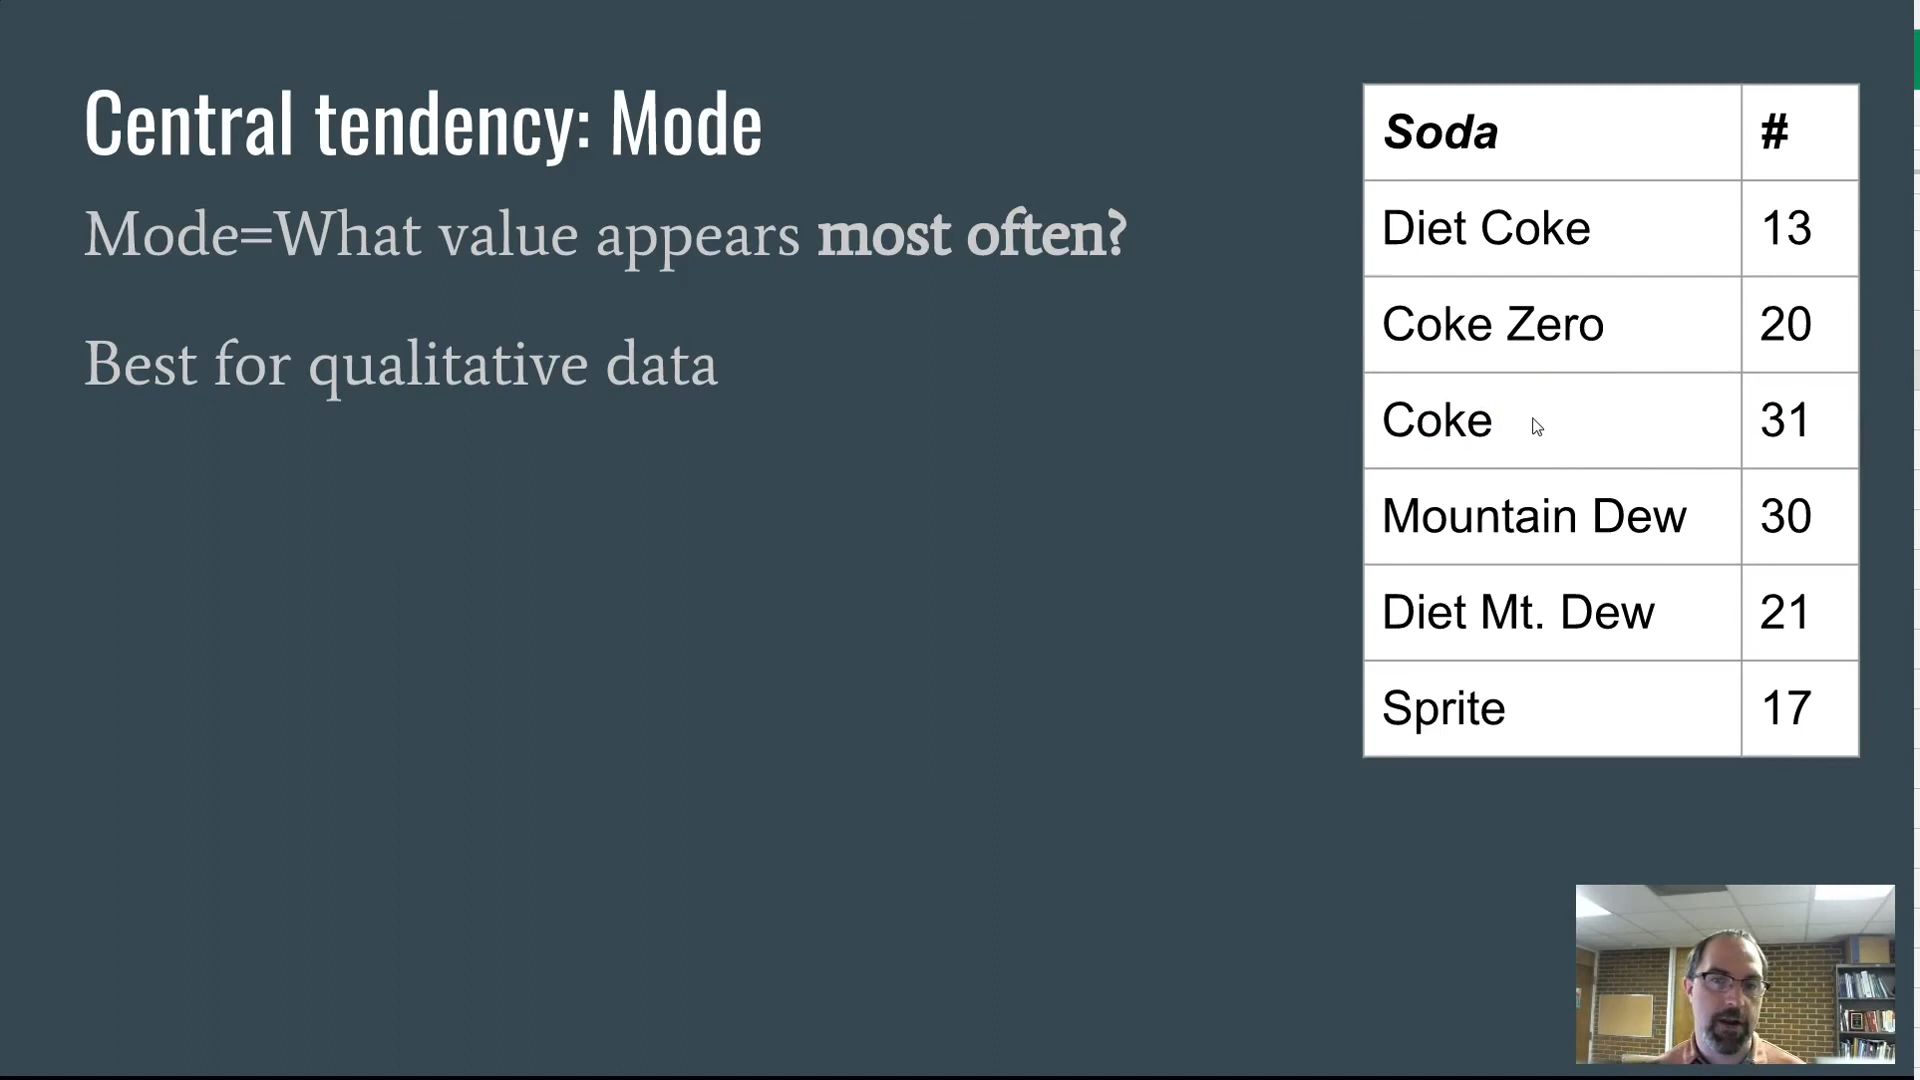 Central tendency: Mode
Mode=What value appears most often?
Best for qualitative data
Soda #
Diet Coke 13
Coke Zero 20
Coke 31
Mountain Dew 30
Diet Mt. Dew 21
Sprite 17